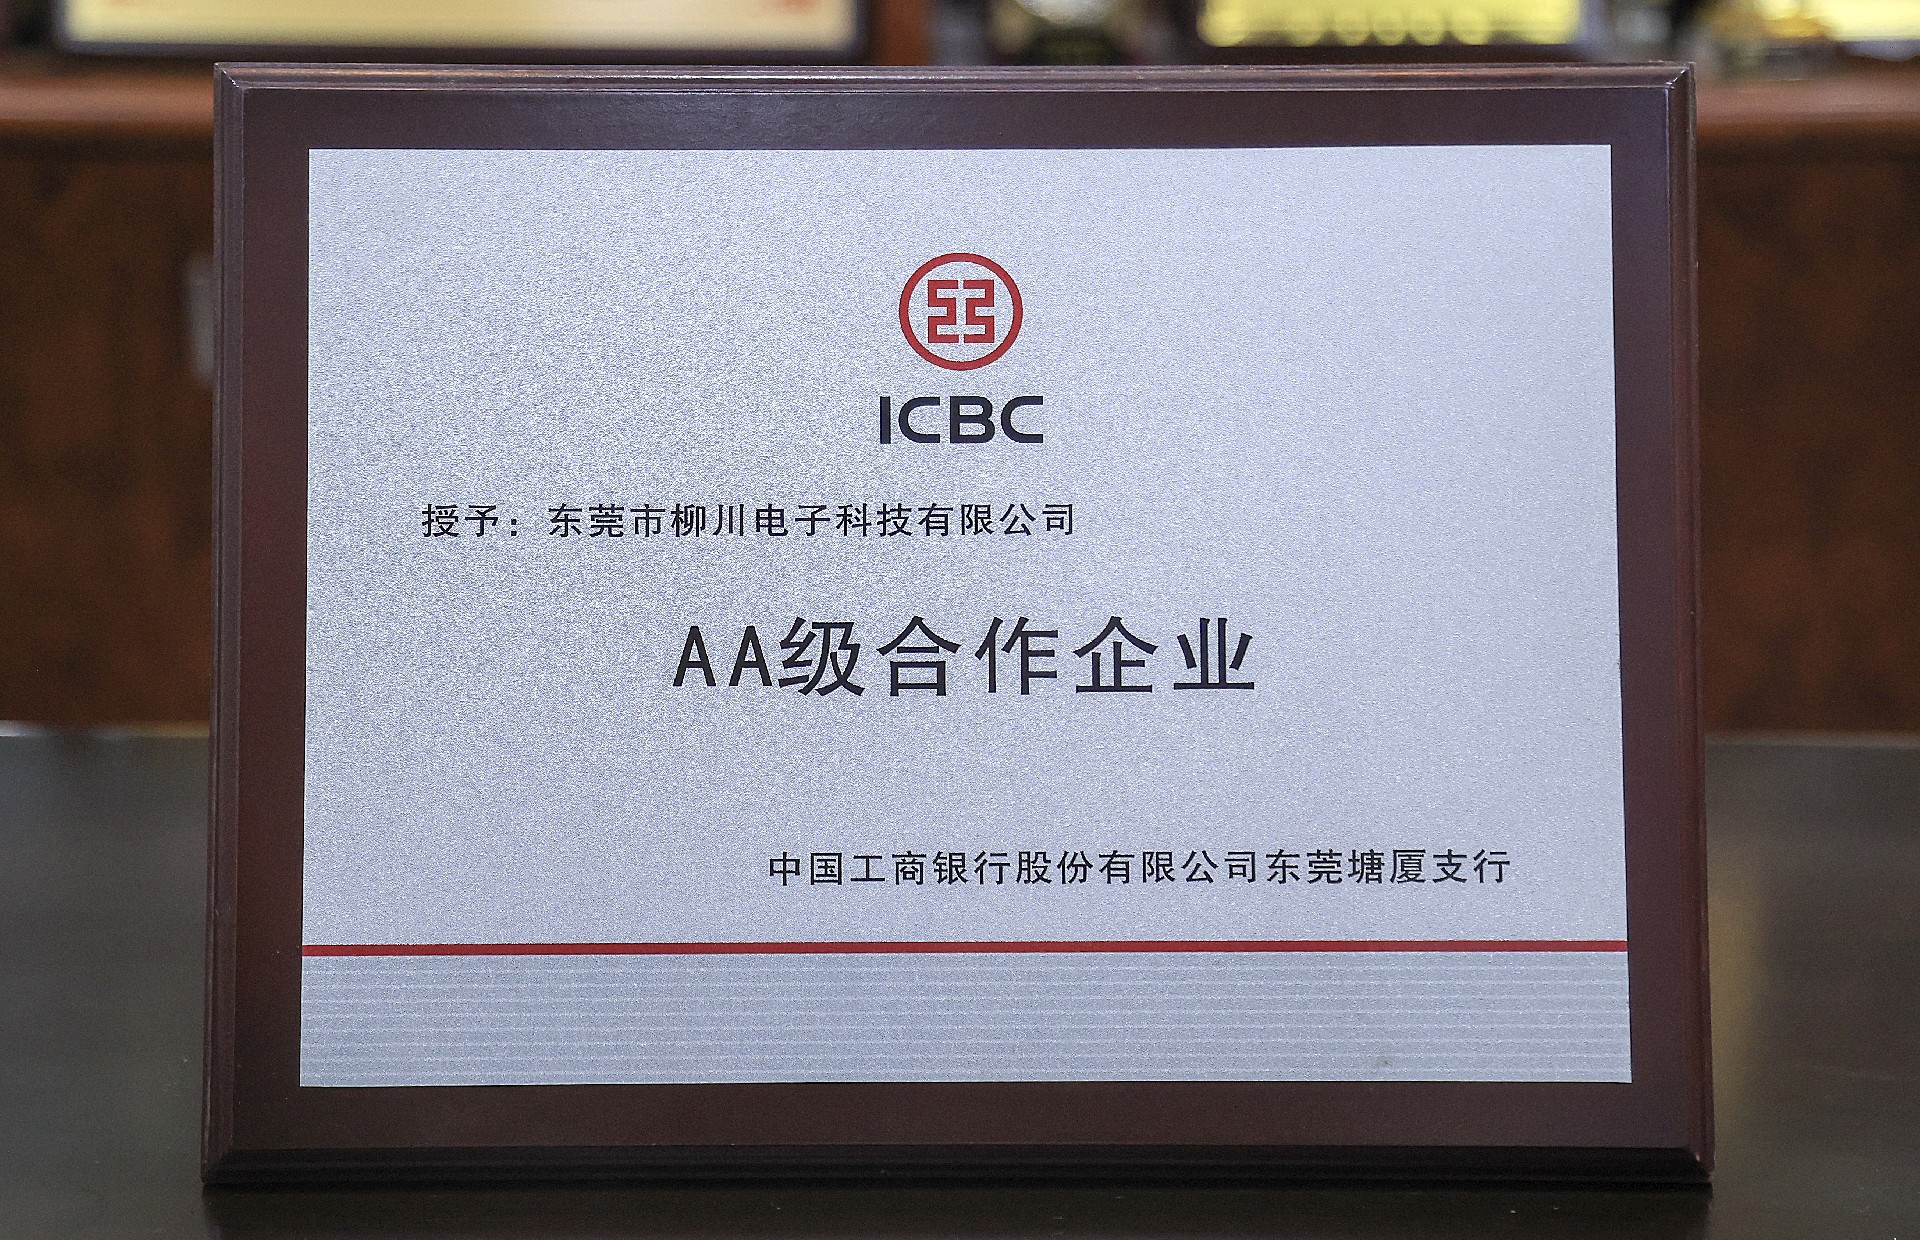 ICBC
授予：东莞市柳川电子科技有限公司
AA级合作企业
中国工商银行股份有限公司东莞塘厦支行